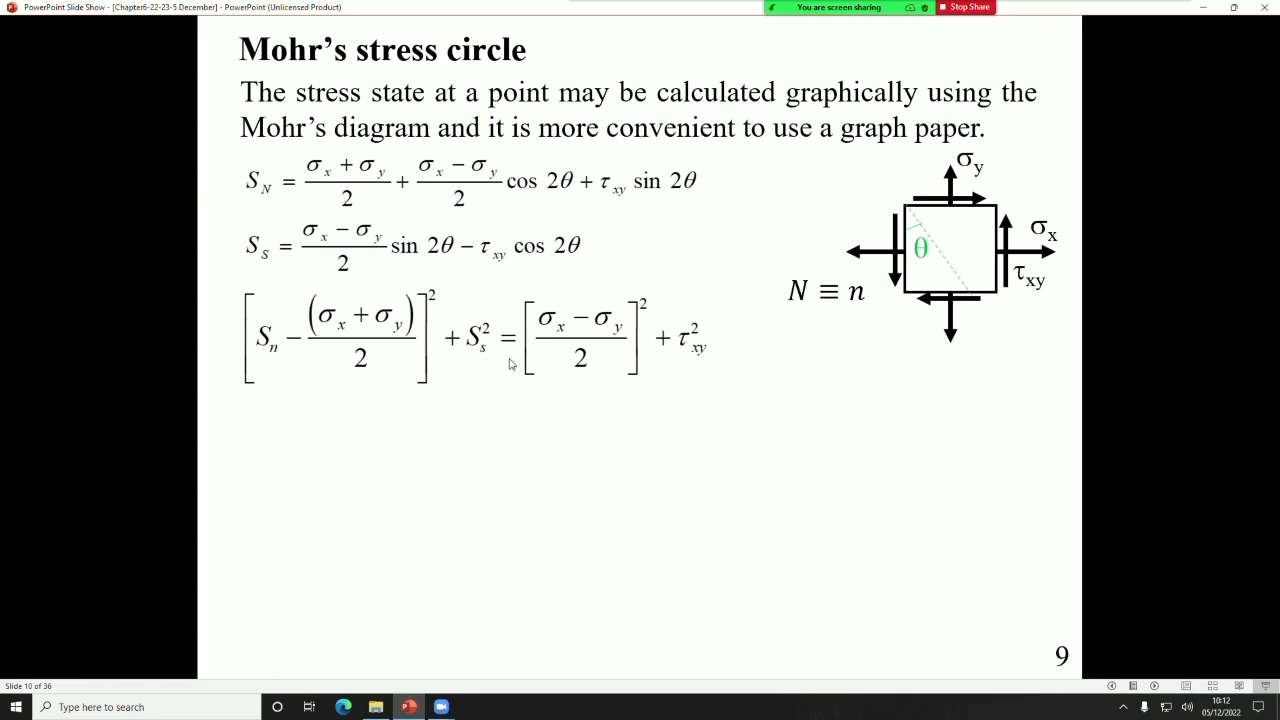 PowerPoint Slide Show - [Chapter6-22-23-5 December] - PowerPoint (Unlicensed Product)
You are screen sharing
Stop Share
Mohr’s stress circle
The stress state at a point may be calculated graphically using the
Mohr’s diagram and it is more convenient to use a graph paper.
S_N = (σ_x + σ_y)/2 + (σ_x − σ_y)/2 cos 2θ + τ_xy sin 2θ
S_S = (σ_x − σ_y)/2 sin 2θ − τ_xy cos 2θ
[S_n − (σ_x + σ_y)/2]^2 + S_s^2 = [(σ_x − σ_y)/2]^2 + τ_xy^2
σ_y
σ_x
θ
τ_xy
N ≡ n
9
Slide 10 of 36
Type here to search
10:12
05/12/2022